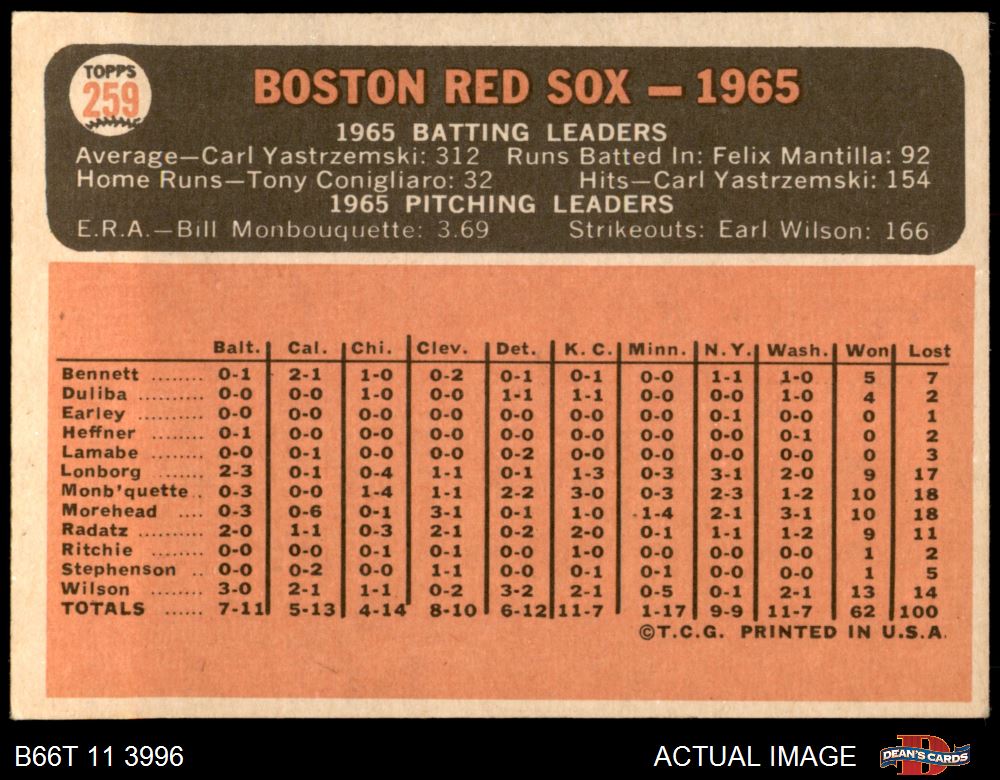 TOPPS
259
BOSTON RED SOX — 1965
1965 BATTING LEADERS
Average—Carl Yastrzemski: 312 Runs Batted In: Felix Mantilla: 92
Home Runs—Tony Conigliaro: 32 Hits—Carl Yastrzemski: 154
1965 PITCHING LEADERS
E.R.A.—Bill Monbouquette: 3.69 Strikeouts: Earl Wilson: 166
Balt. Cal. Chi. Clev. Det. K.C. Minn. N.Y. Wash. Won Lost
Bennett ........ 0-1 2-1 1-0 0-2 0-1 0-1 0-0 1-1 1-0 5 7
Duliba .......... 0-0 0-0 1-0 0-0 1-1 1-1 0-0 0-0 1-0 4 2
Earley .......... 0-0 0-0 0-0 0-0 0-0 0-0 0-0 0-1 0-0 0 1
Heffner ........ 0-1 0-0 0-0 0-0 0-0 0-0 0-0 0-0 0-1 0 2
Lamabe ........ 0-0 0-1 0-0 0-0 0-2 0-0 0-0 0-0 0-0 0 3
Lonborg ....... 2-3 0-1 0-4 1-1 0-1 1-3 0-3 3-1 2-0 9 17
Monb'quette .. 0-3 0-0 1-4 1-1 2-2 3-0 0-3 2-3 1-2 10 18
Morehead .... 0-3 0-6 0-1 3-1 0-1 1-0 1-4 2-1 3-1 10 18
Radatz .......... 2-0 1-1 0-3 2-1 0-2 2-0 0-1 1-1 1-2 9 11
Ritchie ......... 0-0 0-0 0-1 0-1 0-0 1-0 0-0 0-0 0-0 1 2
Stephenson .. 0-0 0-2 0-0 1-1 0-0 0-1 0-1 0-0 0-0 1 5
Wilson .......... 3-0 2-1 1-1 0-2 3-2 2-1 0-5 0-1 2-1 13 14
TOTALS ...... 7-11 5-13 4-14 8-10 6-12 11-7 1-17 9-9 11-7 62 100
©T.C.G. PRINTED IN U.S.A.
B66T 11 3996 ACTUAL IMAGE DEAN'S CARDS